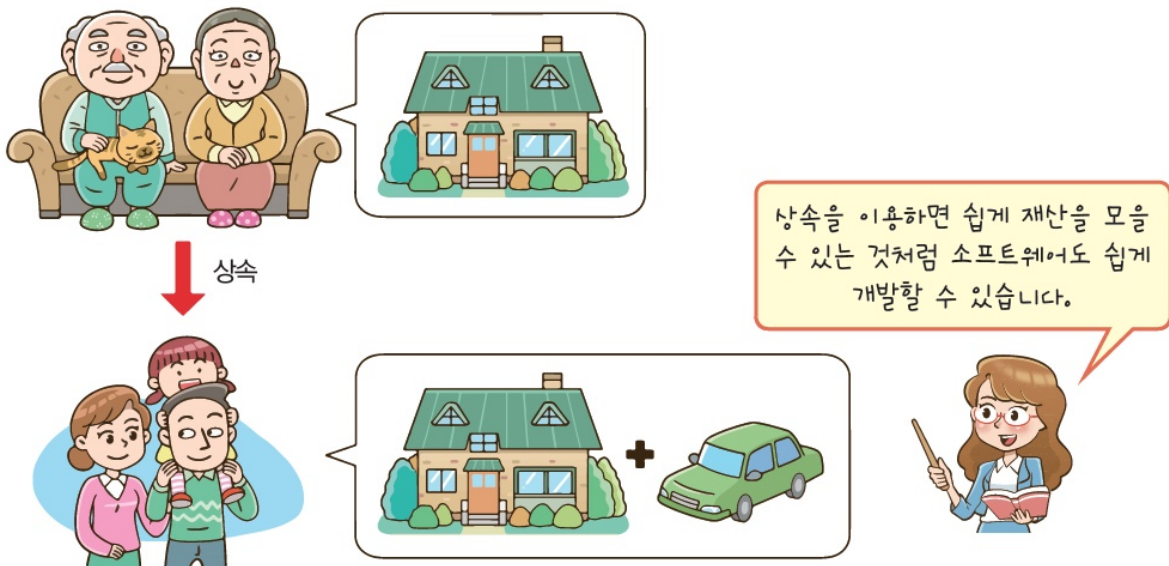 상속을 이용하면 쉽게 재산을 모을
수 있는 것처럼 소프트웨어도 쉽게
개발할 수 있습니다.
상속